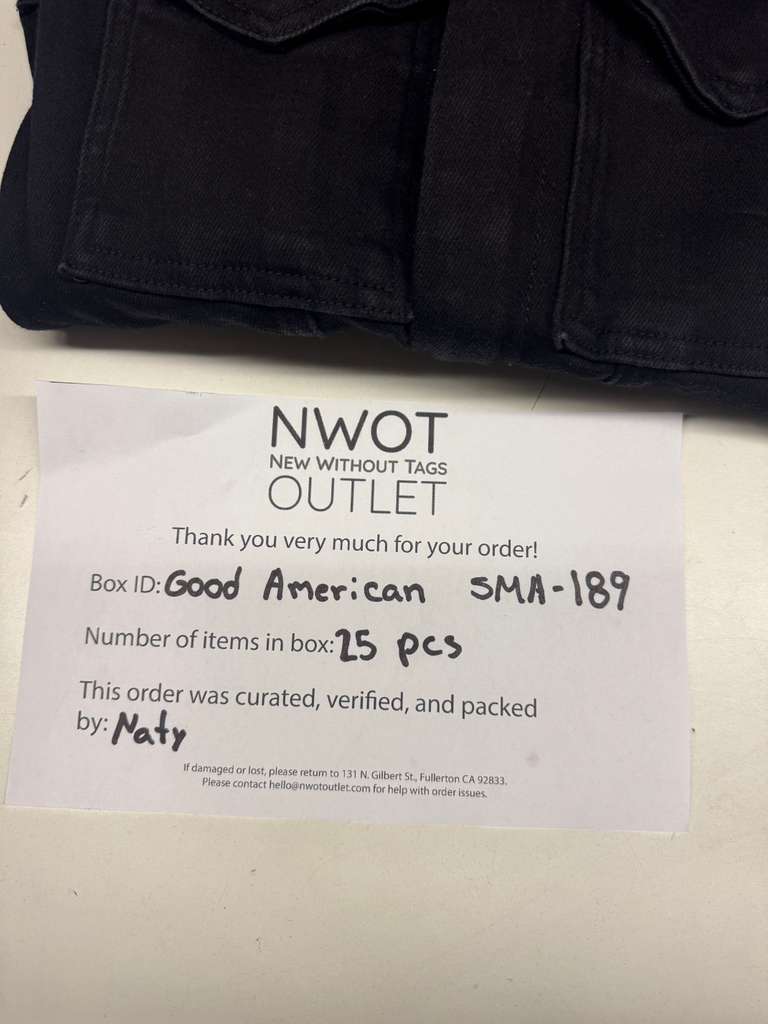 NWOT
NEW WITHOUT TAGS
OUTLET
Thank you very much for your order!
Box ID: Good American SMA-189
Number of items in box: 25 pcs
This order was curated, verified, and packed
by: Naty
If damaged or lost, please return to 131 N. Gilbert St., Fullerton CA 92833.
Please contact hello@nwotoutlet.com for help with order issues.